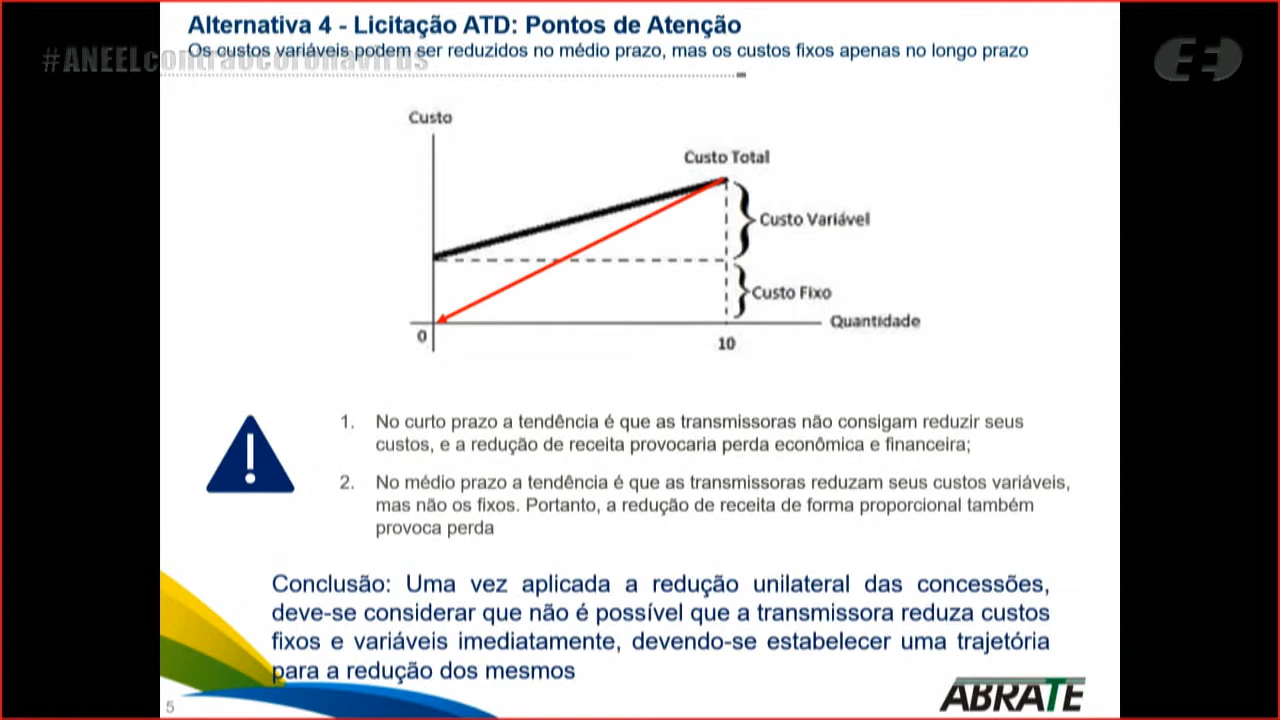 Alternativa 4 - Licitação ATD: Pontos de Atenção
Os custos variáveis podem ser reduzidos no médio prazo, mas os custos fixos apenas no longo prazo
#ANEELcontraocoronavirus
Custo
Custo Total
Custo Variável
Custo Fixo
Quantidade
0
10
1. No curto prazo a tendência é que as transmissoras não consigam reduzir seus
custos, e a redução de receita provocaria perda econômica e financeira;
2. No médio prazo a tendência é que as transmissoras reduzam seus custos variáveis,
mas não os fixos. Portanto, a redução de receita de forma proporcional também
provoca perda
Conclusão: Uma vez aplicada a redução unilateral das concessões,
deve-se considerar que não é possível que a transmissora reduza custos
fixos e variáveis imediatamente, devendo-se estabelecer uma trajetória
para a redução dos mesmos
5
ABRATE